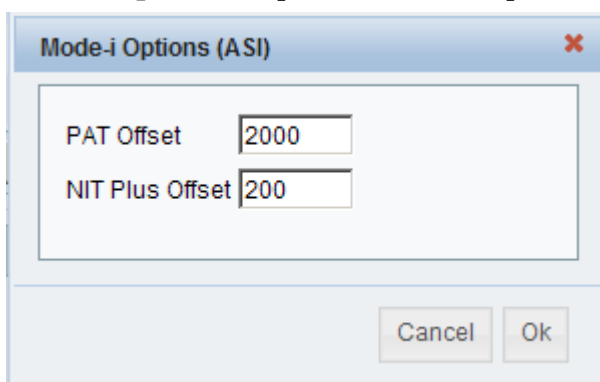 Mode-i Options (ASI)
PAT Offset 2000
NIT Plus Offset 200
Cancel Ok